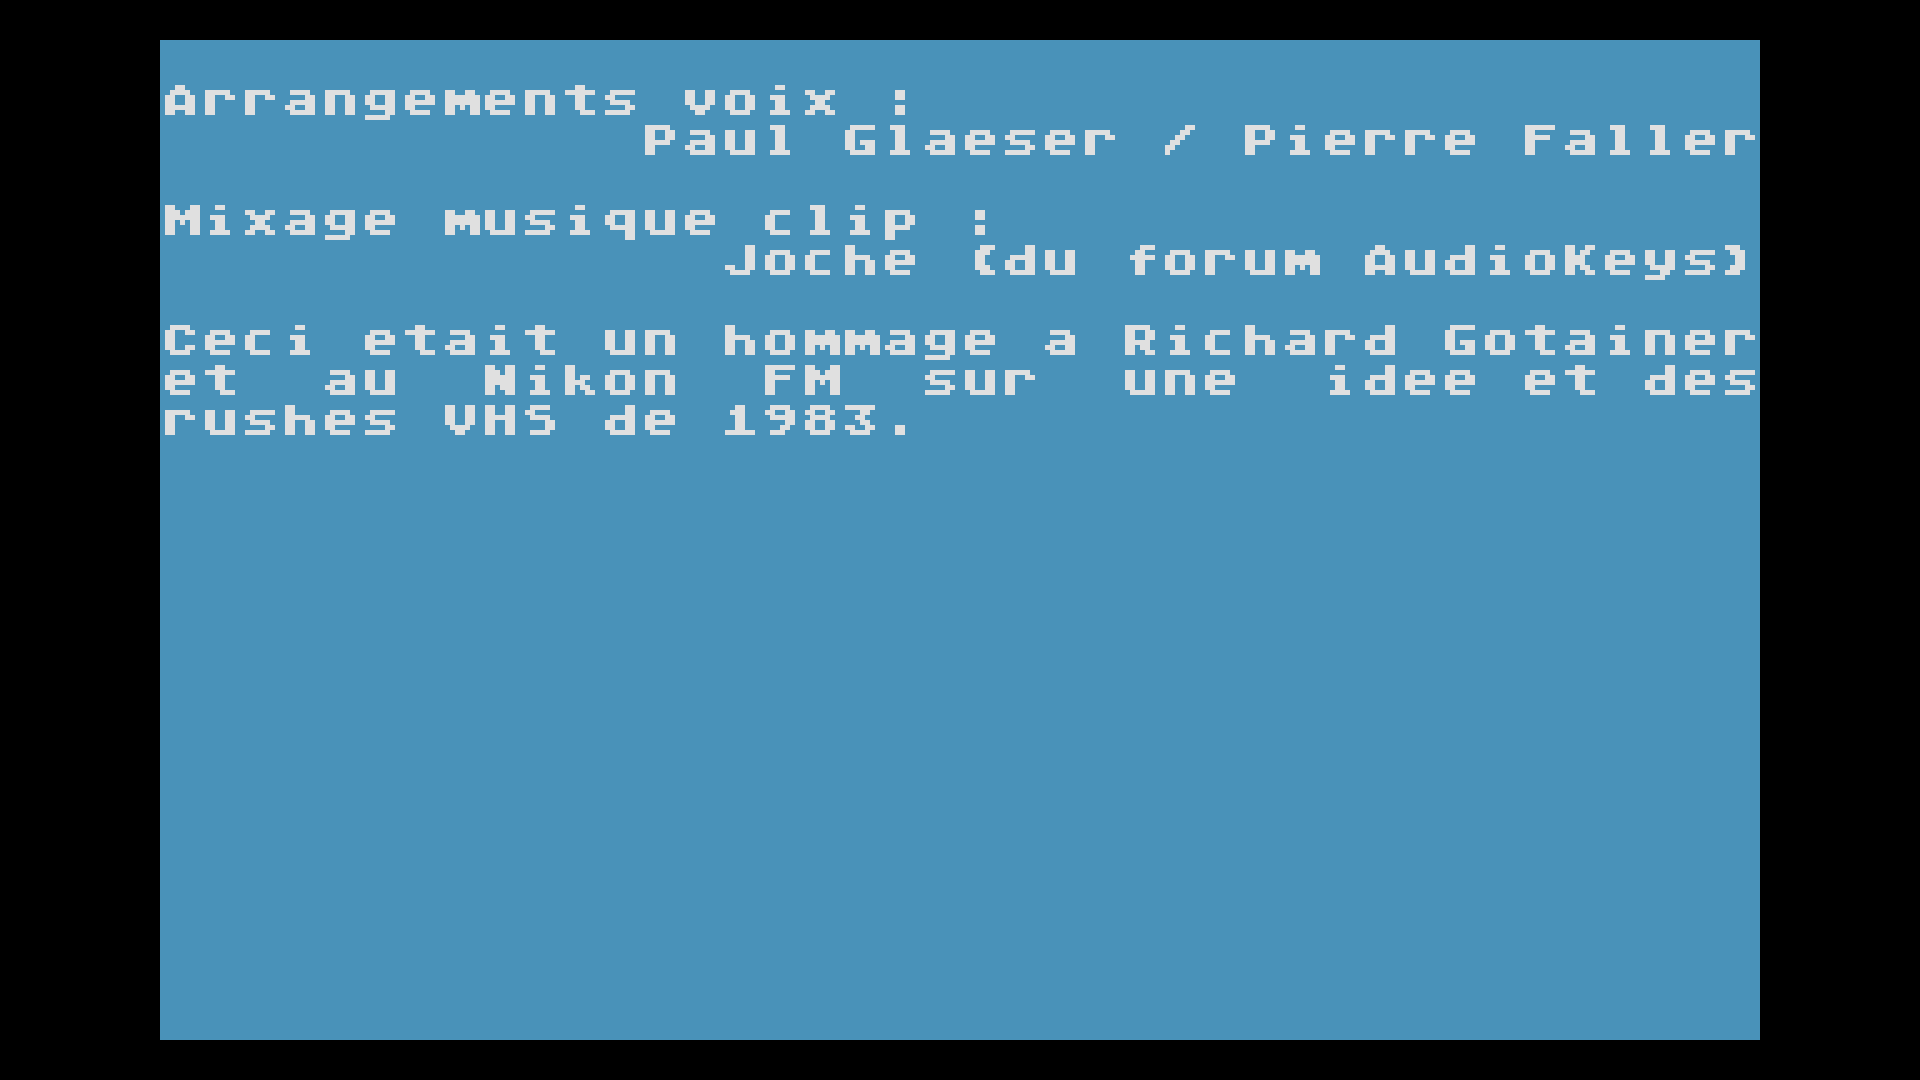 Arrangements voix :
Paul Glaeser / Pierre Faller
Mixage musique clip :
Joche (du forum AudioKeys)
Ceci etait un hommage a Richard Gotainer
et au Nikon FM sur une idee et des
rushes VHS de 1983.